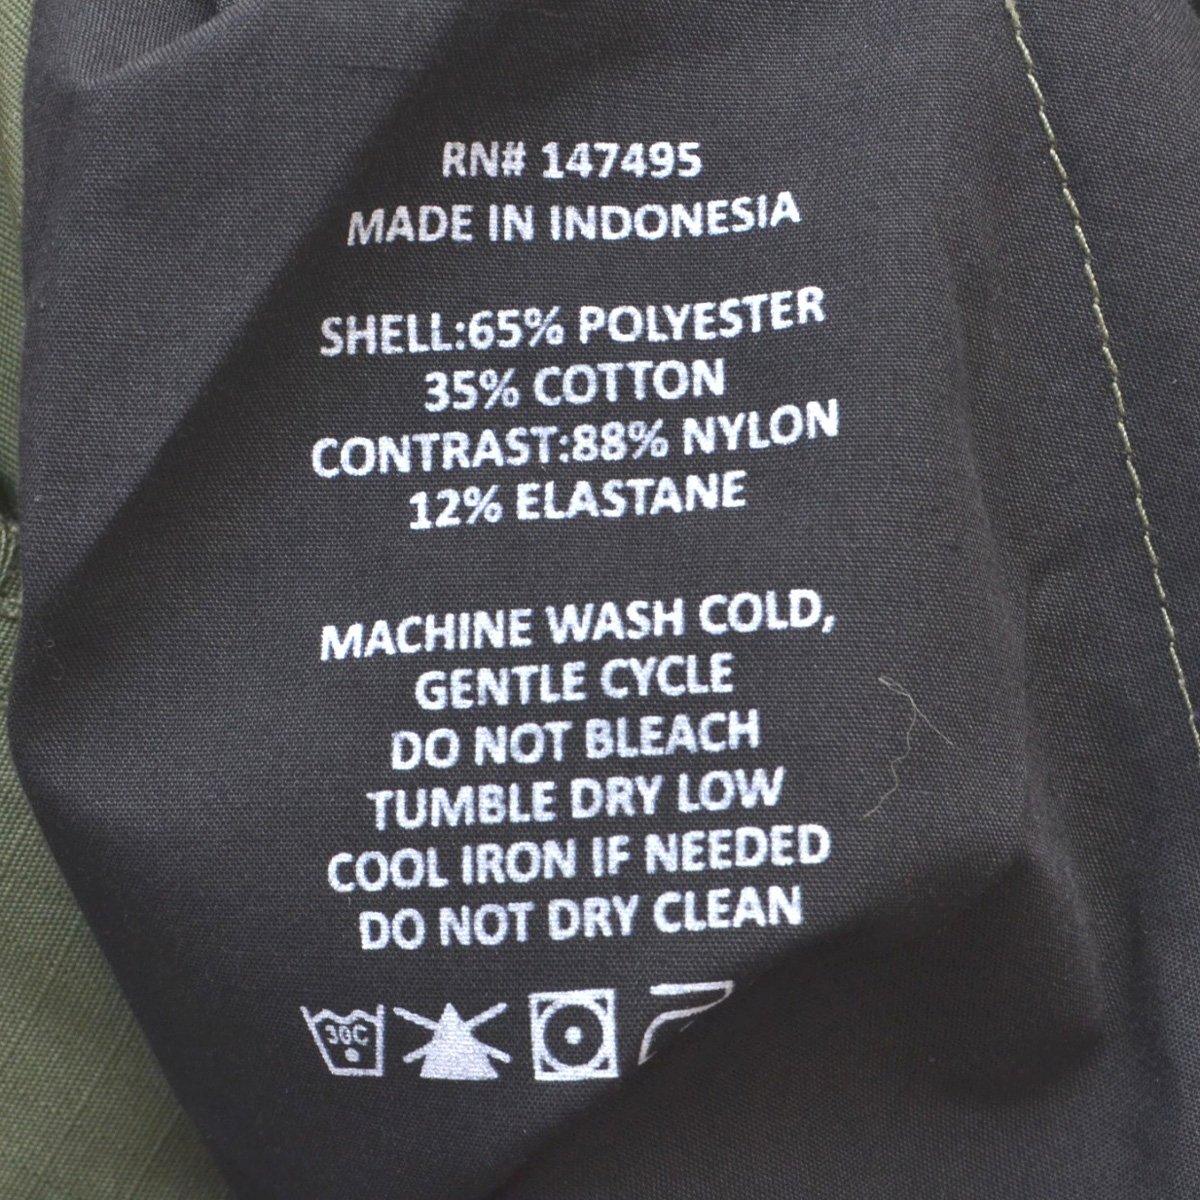 RN# 147495
MADE IN INDONESIA
SHELL:65% POLYESTER
35% COTTON
CONTRAST:88% NYLON
12% ELASTANE
MACHINE WASH COLD,
GENTLE CYCLE
DO NOT BLEACH
TUMBLE DRY LOW
COOL IRON IF NEEDED
DO NOT DRY CLEAN
30C